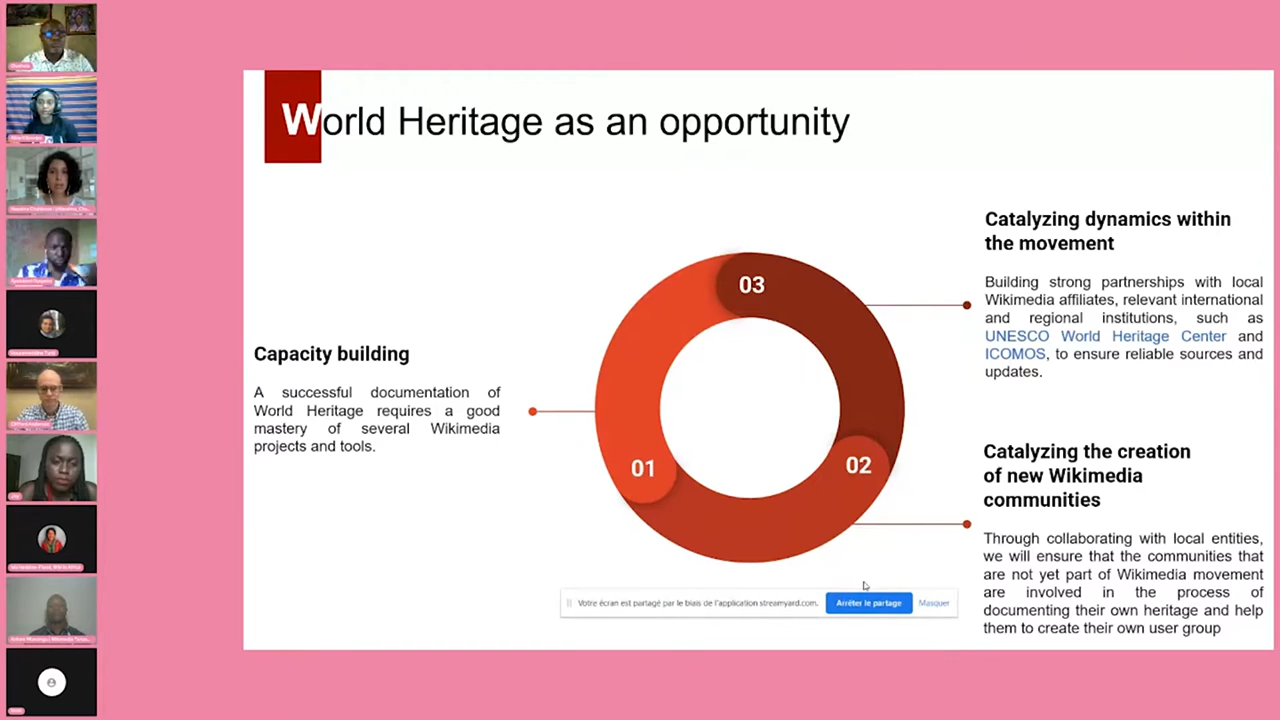 World Heritage as an opportunity
Catalyzing dynamics within
the movement
Building strong partnerships with local
Wikimedia affiliates, relevant international
and regional institutions, such as
UNESCO World Heritage Center and
ICOMOS, to ensure reliable sources and
updates.
03
Capacity building
A successful documentation of
World Heritage requires a good
mastery of several Wikimedia
projects and tools.
01
02
Catalyzing the creation
of new Wikimedia
communities
Through collaborating with local entities,
we will ensure that the communities that
are not yet part of Wikimedia movement
are involved in the process of
documenting their own heritage and help
them to create their own user group
Votre écran est partagé par le biais de l'application streamyard.com.
Arrêter le partage
Masquer